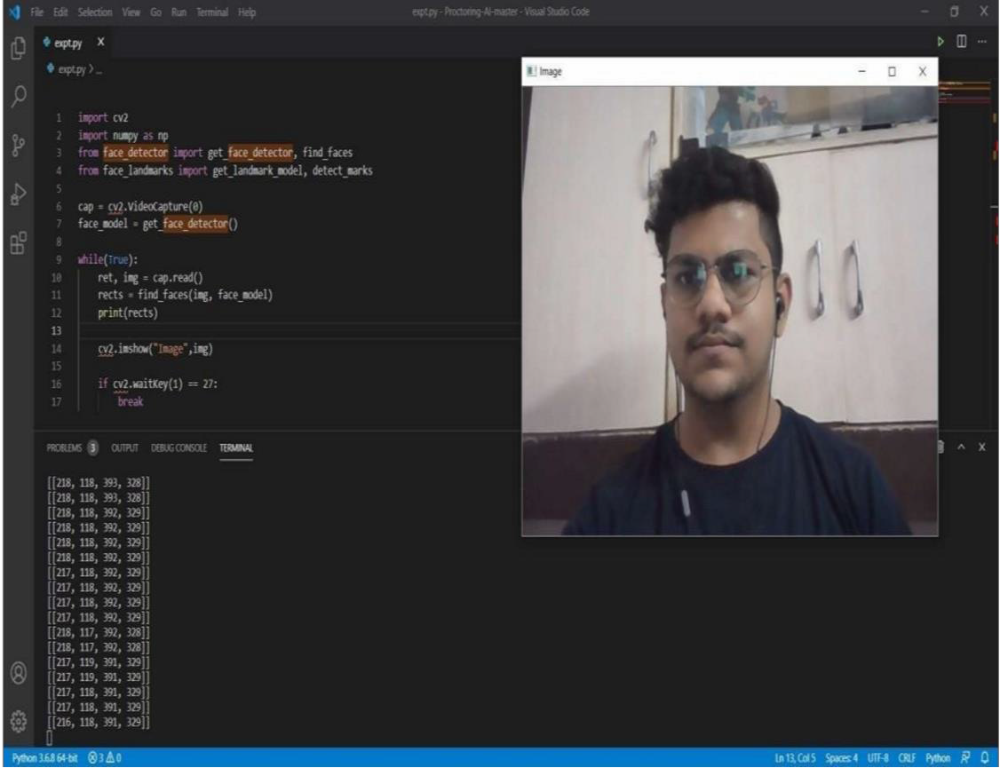 File Edit Selection View Go Run Terminal Help
expt.py - Proctoring-AI-master - Visual Studio Code
expt.py X
expt.py > ...
1 import cv2
2 import numpy as np
3 from face_detector import get_face_detector, find_faces
4 from face_landmarks import get_landmark_model, detect_marks
5
6 cap = cv2.VideoCapture(0)
7 face_model = get_face_detector()
8
9 while(True):
10 ret, img = cap.read()
11 rects = find_faces(img, face_model)
12 print(rects)
13
14 cv2.imshow("Image",img)
15
16 if cv2.waitKey(1) == 27:
17 break
Image
PROBLEMS 3 OUTPUT DEBUG CONSOLE TERMINAL
[[218, 118, 393, 328]]
[[218, 118, 393, 328]]
[[218, 118, 392, 329]]
[[218, 118, 392, 329]]
[[218, 118, 392, 329]]
[[218, 118, 392, 329]]
[[217, 118, 392, 329]]
[[217, 118, 392, 329]]
[[217, 118, 392, 329]]
[[217, 118, 392, 329]]
[[218, 117, 392, 328]]
[[218, 117, 392, 328]]
[[217, 119, 391, 329]]
[[217, 119, 391, 329]]
[[217, 118, 391, 329]]
[[217, 118, 391, 329]]
[[216, 118, 391, 329]]
Python 3.6.8 64-bit 3 0
Ln 13, Col 5 Spaces: 4 UTF-8 CRLF Python